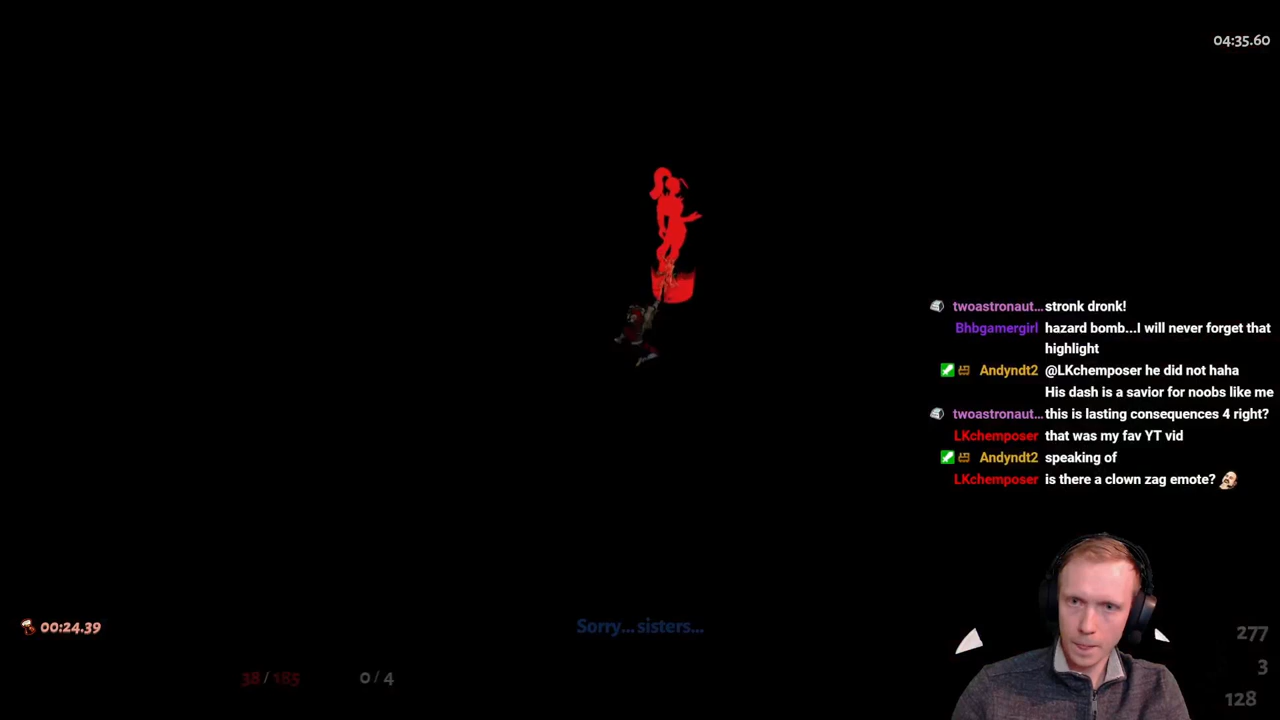 04:35.60
twoastronaut... stronk dronk!
Bhbgamergirl hazard bomb...I will never forget that
highlight
Andyndt2 @LKchemposer he did not haha
His dash is a savior for noobs like me
twoastronaut... this is lasting consequences 4 right?
LKchemposer that was my fav YT vid
Andyndt2 speaking of
LKchemposer is there a clown zag emote?
00:24.39
Sorry... sisters...
277
38 / 185
0 / 4
3
128